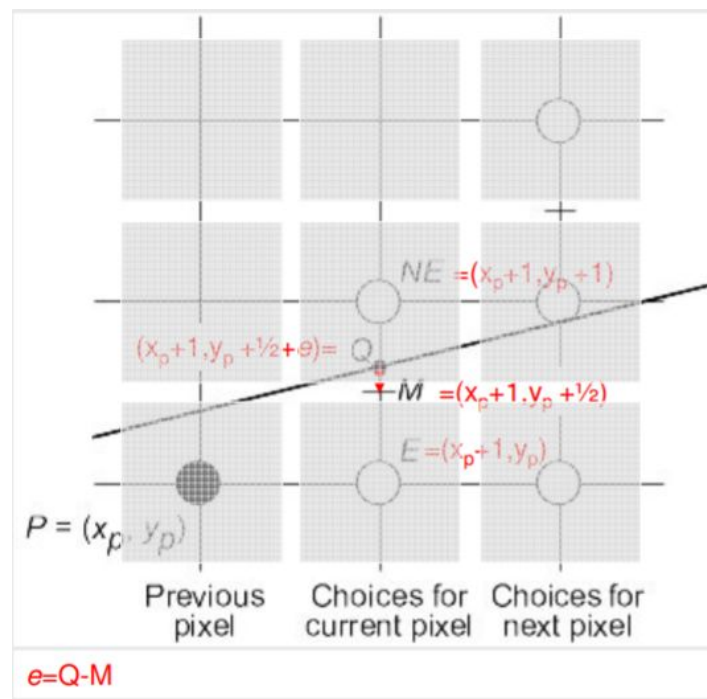 NE =(xₚ+1,yₚ+1)
(xₚ+1,yₚ+½+e)= Q
M =(xₚ+1,yₚ+½)
E=(xₚ+1,yₚ)
P = (xₚ, yₚ)
Previous pixel
Choices for current pixel
Choices for next pixel
e=Q-M